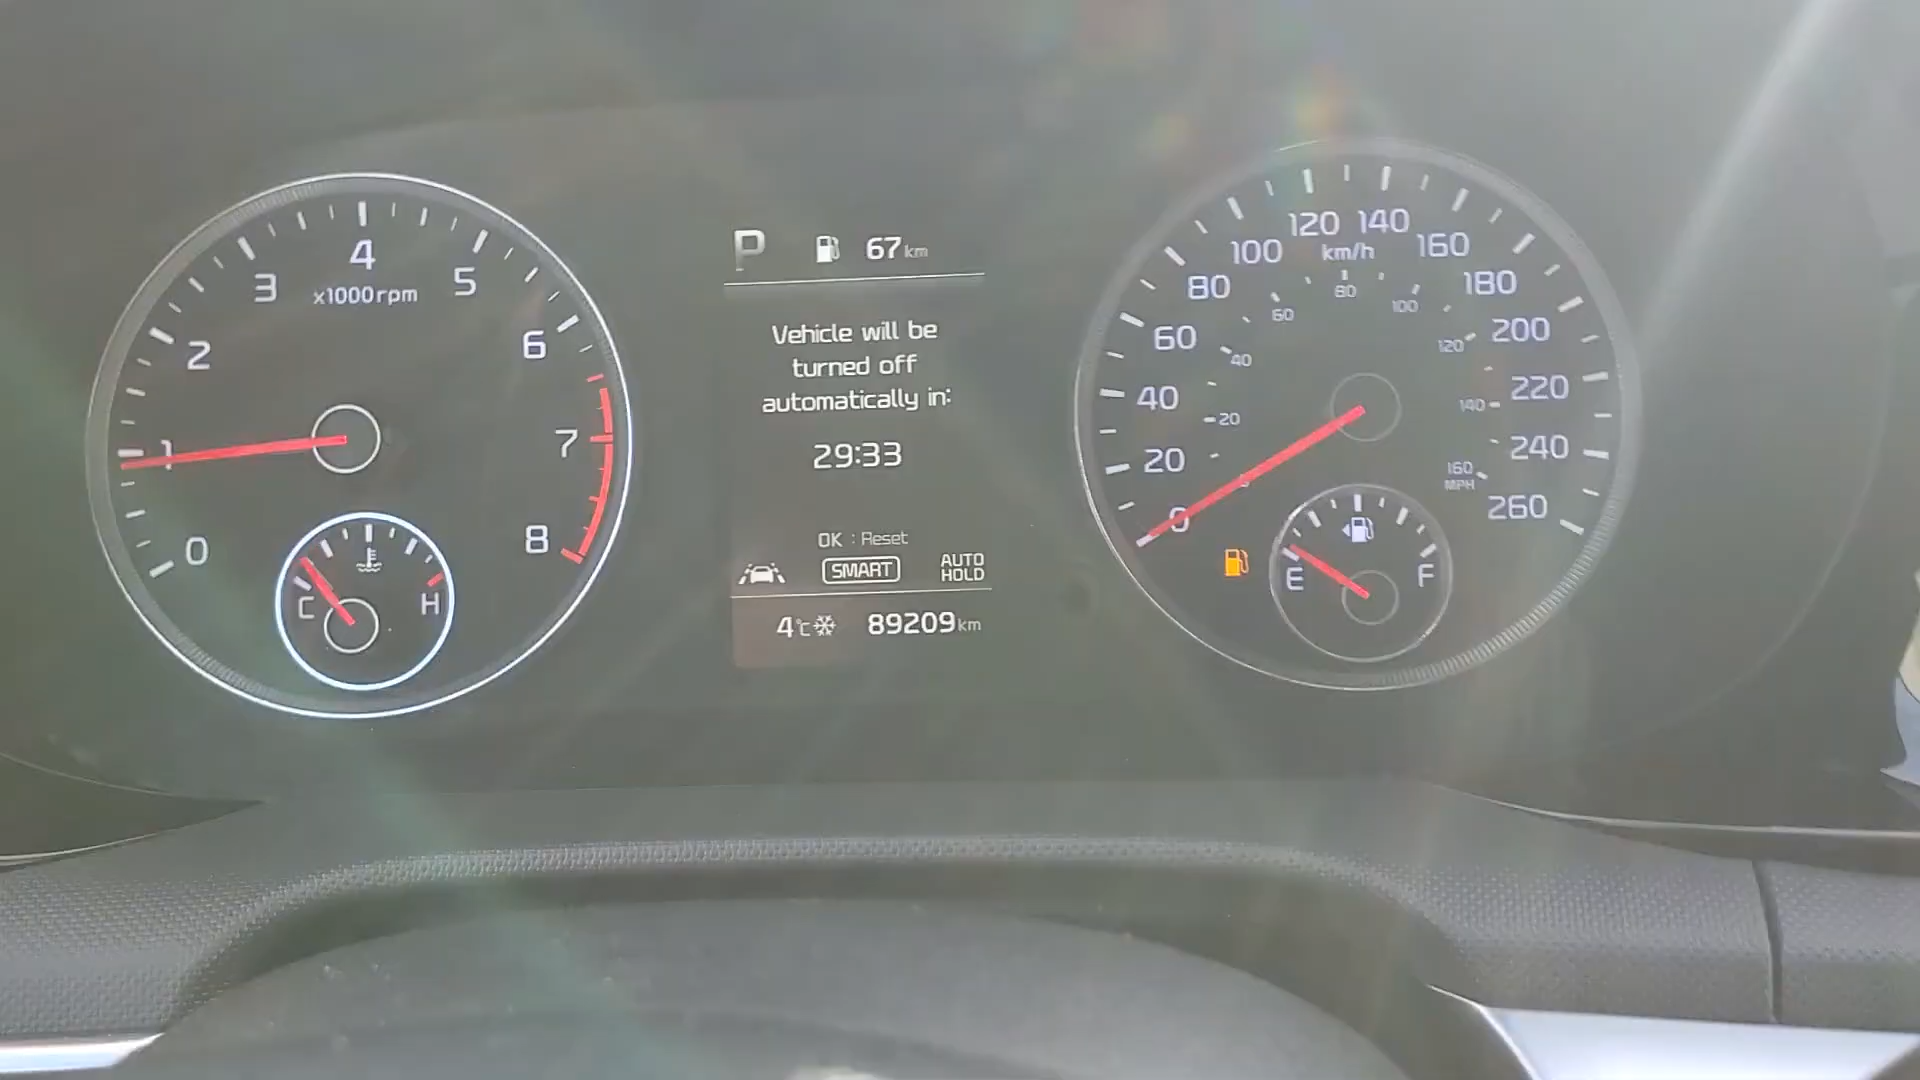 4
3
5
x1000rpm
2
6
1
7
0
8
C
H
P
67km
Vehicle will be
turned off
automatically in:
29:33
OK : Reset
SMART
AUTO
HOLD
4°C
89209km
120 140
100
160
km/h
80
180
60
200
40
220
20
240
0
260
80
60
100
40
120
20
140
0
160
MPH
E
F